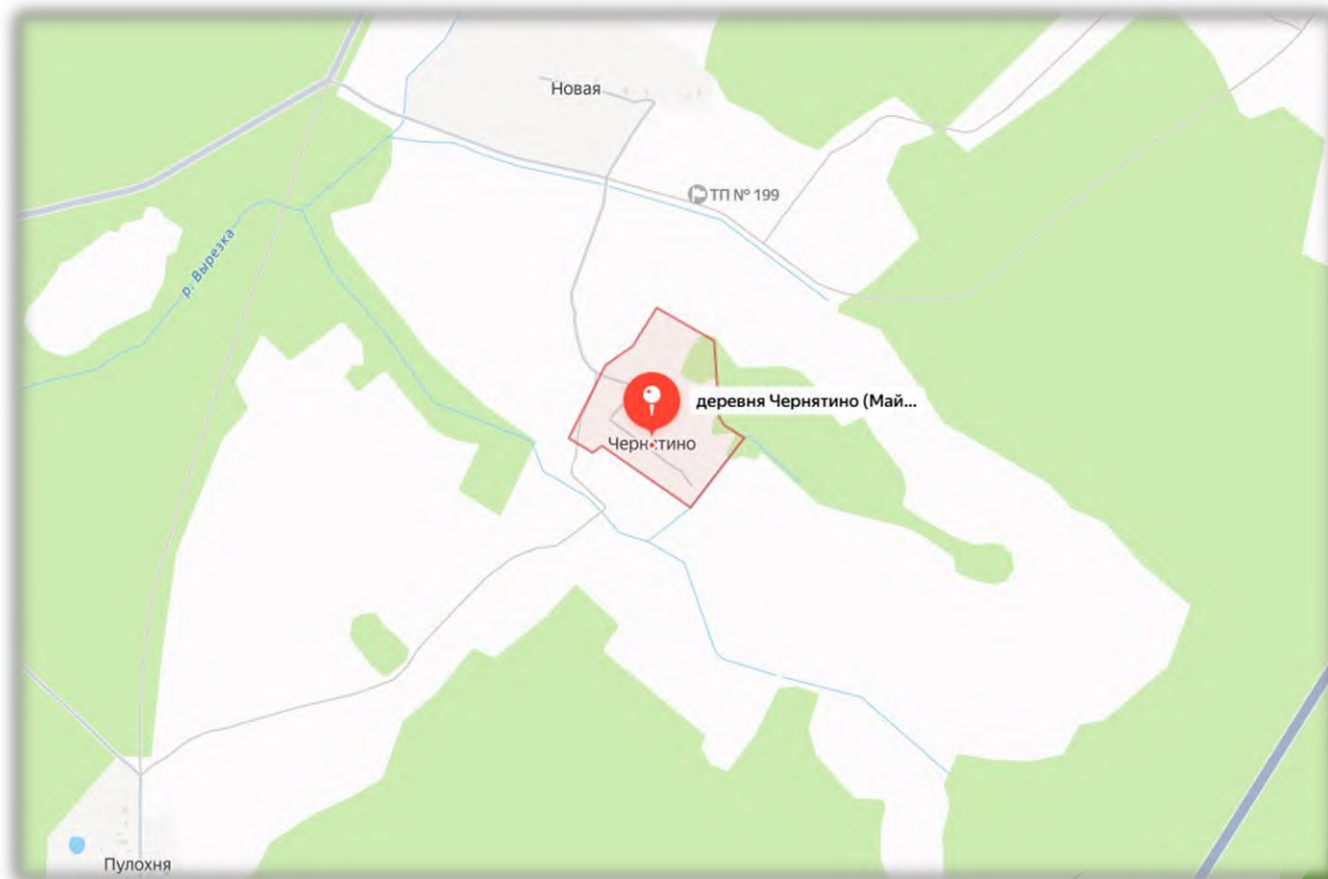 Новая
ТП № 199
р. Вырезка
деревня Чернятино (Май...
Чернятино
Пулохня